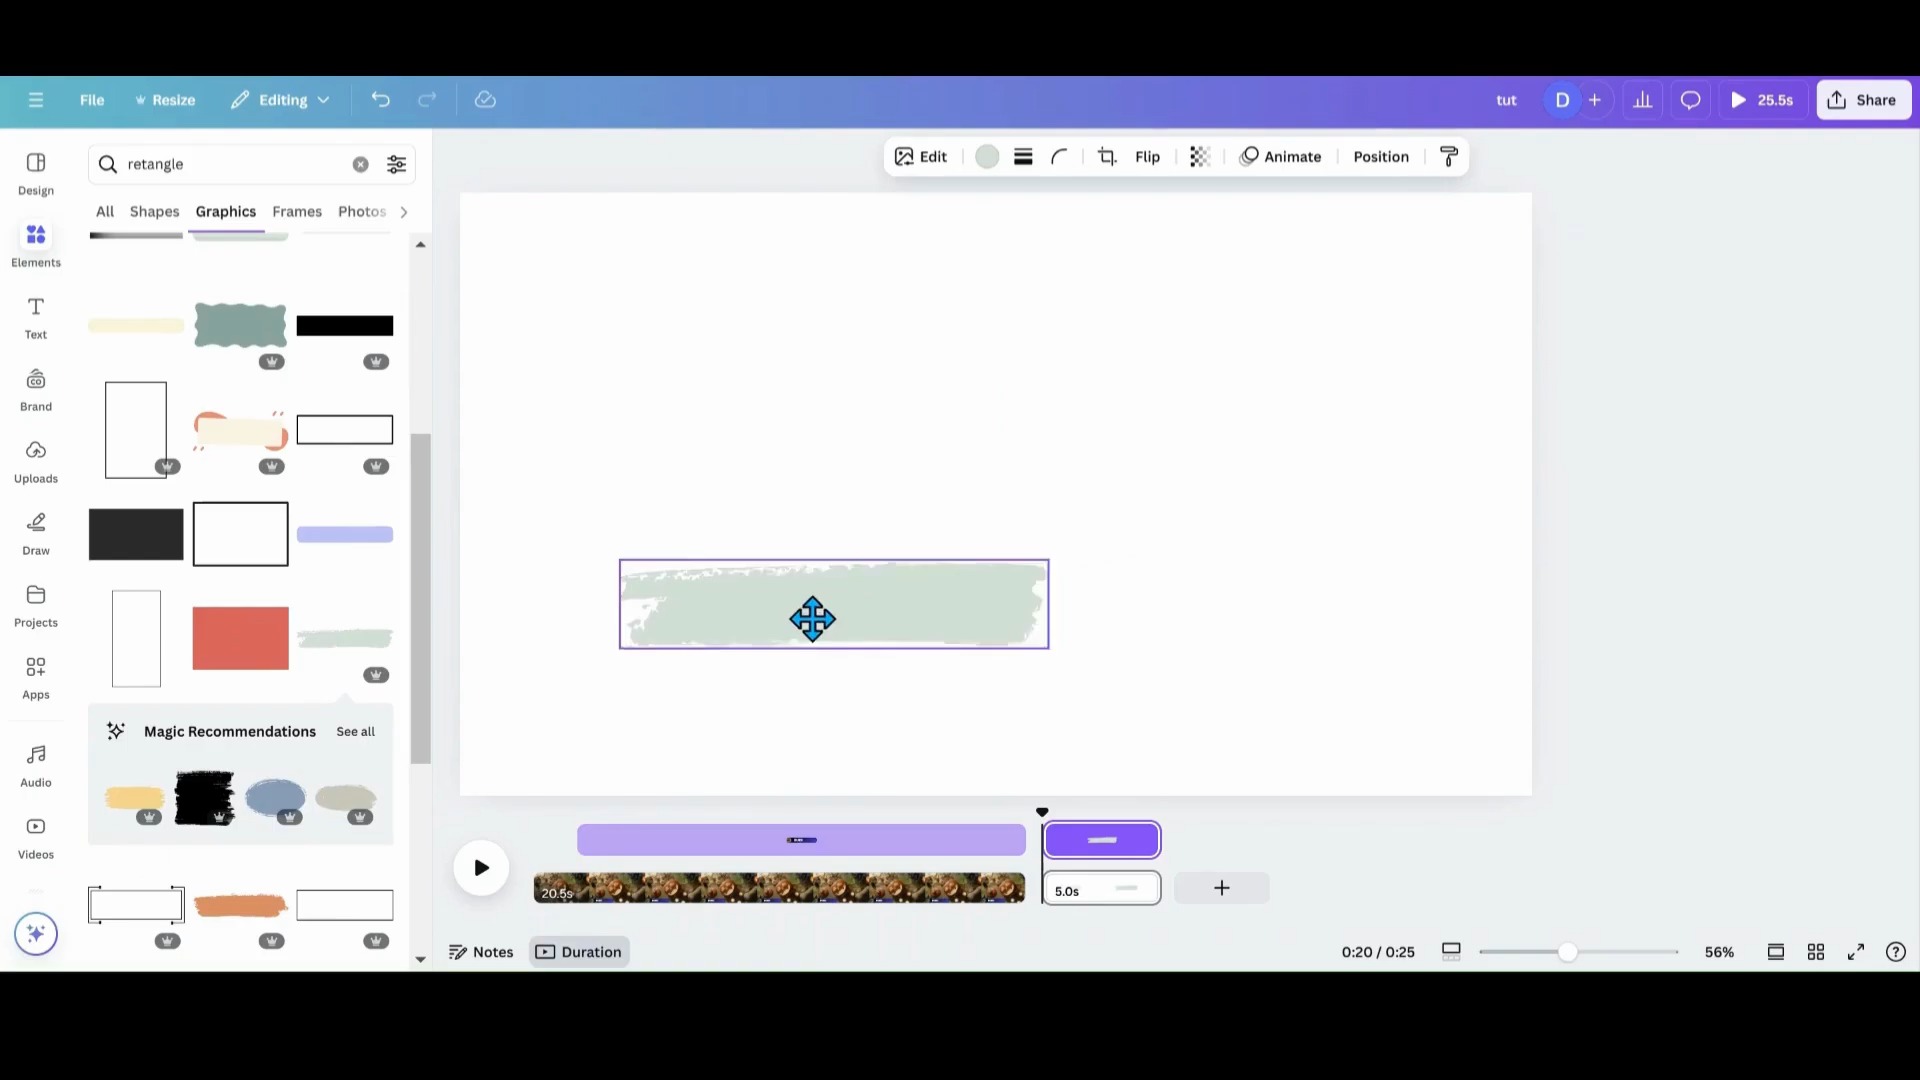 File
Resize
Editing
tut
D
25.5s
Share
Design
Elements
Text
Brand
CO
Uploads
Draw
Projects
Apps
Audio
Videos
retangle
All
Shapes
Graphics
Frames
Photos
Magic Recommendations
See all
Edit
Flip
Animate
Position
20.5s
5.0s
Notes
Duration
0:20 / 0:25
56%
?